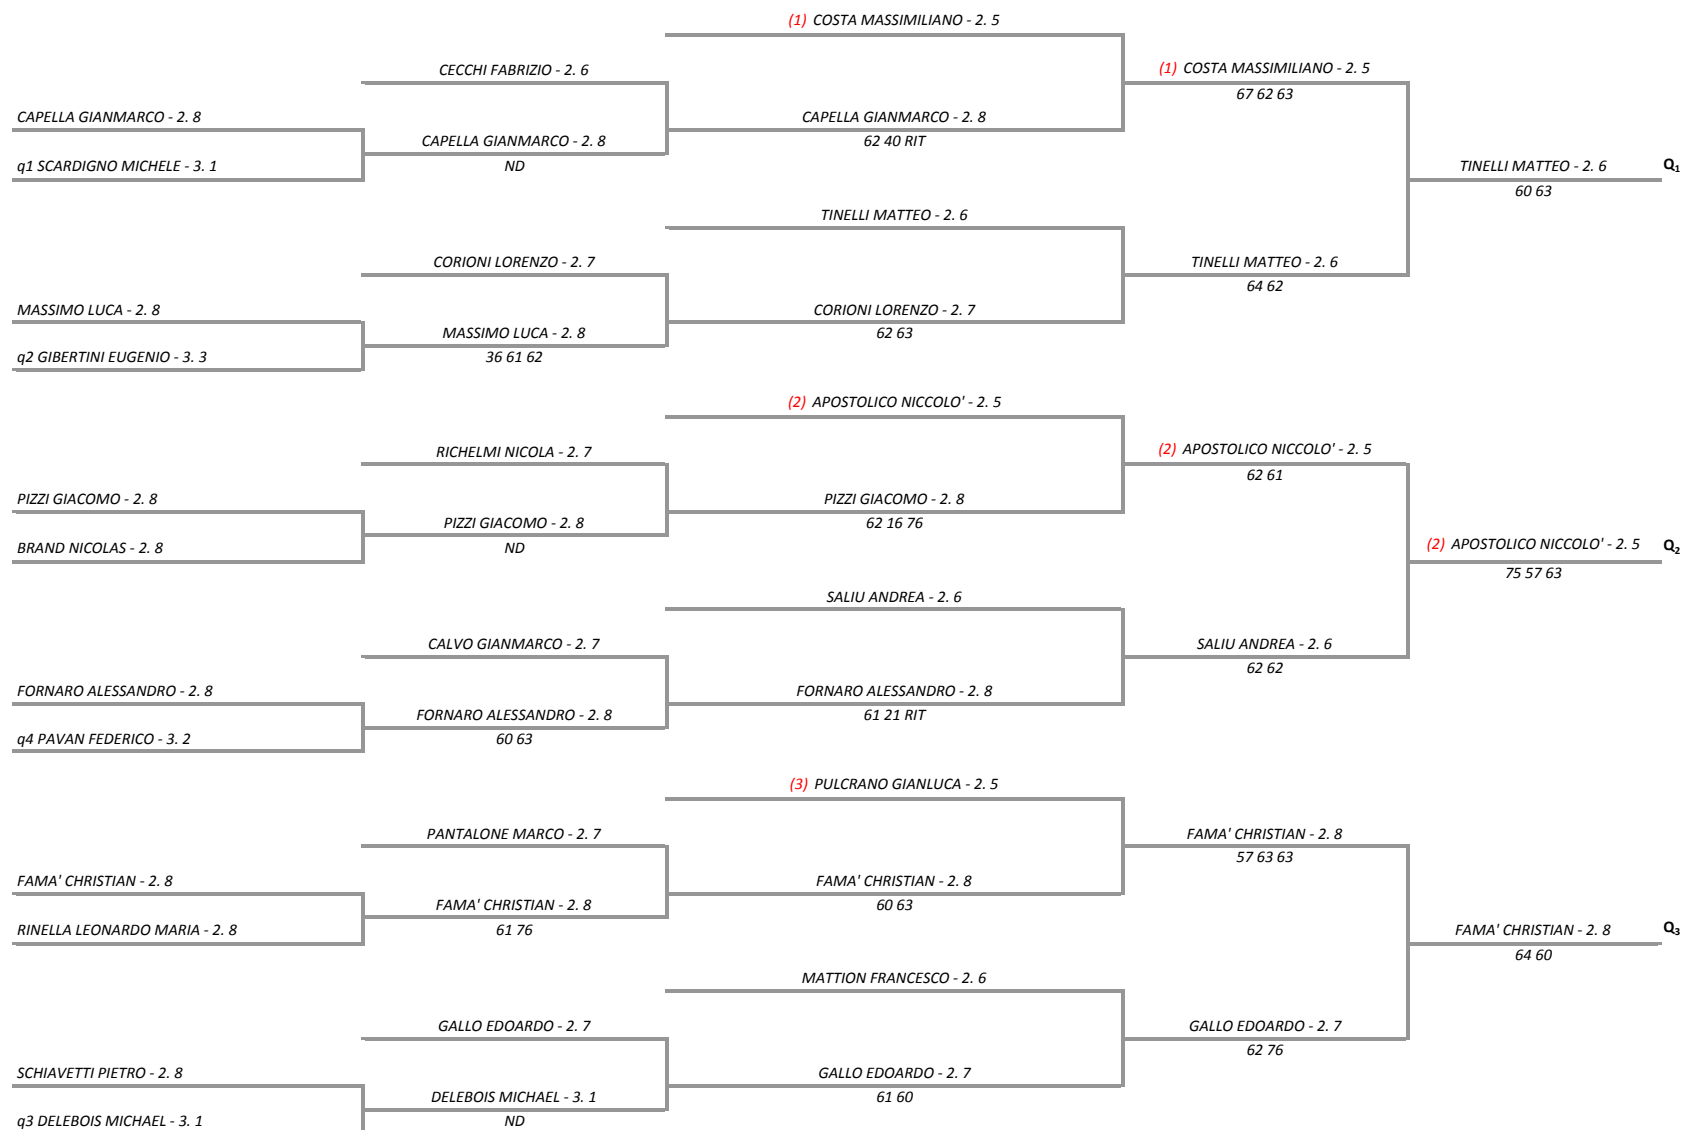 (1) COSTA MASSIMILIANO - 2. 5
CECCHI FABRIZIO - 2. 6
(1) COSTA MASSIMILIANO - 2. 5
67 62 63
CAPELLA GIANMARCO - 2. 8
CAPELLA GIANMARCO - 2. 8
62 40 RIT
CAPELLA GIANMARCO - 2. 8
ND
q1 SCARDIGNO MICHELE - 3. 1
TINELLI MATTEO - 2. 6
Q1
60 63
TINELLI MATTEO - 2. 6
CORIONI LORENZO - 2. 7
TINELLI MATTEO - 2. 6
64 62
MASSIMO LUCA - 2. 8
CORIONI LORENZO - 2. 7
62 63
MASSIMO LUCA - 2. 8
36 61 62
q2 GIBERTINI EUGENIO - 3. 3
(2) APOSTOLICO NICCOLO' - 2. 5
RICHELMI NICOLA - 2. 7
(2) APOSTOLICO NICCOLO' - 2. 5
62 61
PIZZI GIACOMO - 2. 8
PIZZI GIACOMO - 2. 8
62 16 76
PIZZI GIACOMO - 2. 8
ND
BRAND NICOLAS - 2. 8
(2) APOSTOLICO NICCOLO' - 2. 5
Q2
75 57 63
SALIU ANDREA - 2. 6
CALVO GIANMARCO - 2. 7
SALIU ANDREA - 2. 6
62 62
FORNARO ALESSANDRO - 2. 8
FORNARO ALESSANDRO - 2. 8
61 21 RIT
FORNARO ALESSANDRO - 2. 8
60 63
q4 PAVAN FEDERICO - 3. 2
(3) PULCRANO GIANLUCA - 2. 5
PANTALONE MARCO - 2. 7
FAMA' CHRISTIAN - 2. 8
57 63 63
FAMA' CHRISTIAN - 2. 8
FAMA' CHRISTIAN - 2. 8
60 63
FAMA' CHRISTIAN - 2. 8
61 76
RINELLA LEONARDO MARIA - 2. 8
FAMA' CHRISTIAN - 2. 8
Q3
64 60
MATTION FRANCESCO - 2. 6
GALLO EDOARDO - 2. 7
GALLO EDOARDO - 2. 7
62 76
SCHIAVETTI PIETRO - 2. 8
GALLO EDOARDO - 2. 7
61 60
DELEBOIS MICHAEL - 3. 1
ND
q3 DELEBOIS MICHAEL - 3. 1